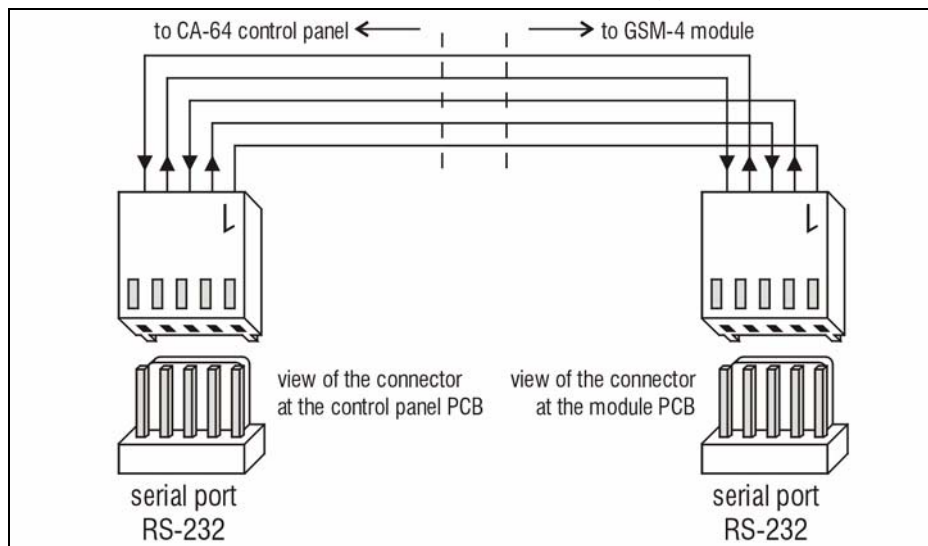 to CA-64 control panel
to GSM-4 module
view of the connector
at the control panel PCB
view of the connector
at the module PCB
serial port
RS-232
serial port
RS-232